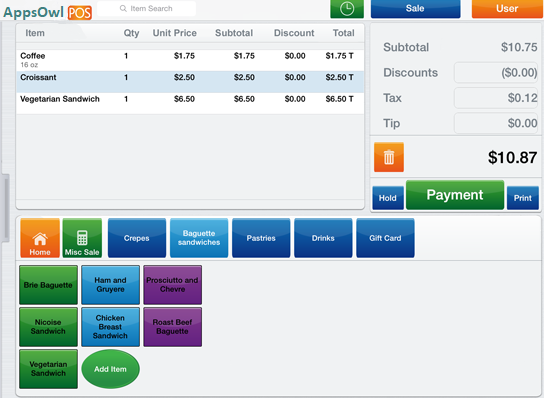 AppsOwl POS
Item Search
Sale
User
Item Qty Unit Price Subtotal Discount Total
Coffee 1 $1.75 $1.75 $0.00 $1.75 T
16 oz
Croissant 1 $2.50 $2.50 $0.00 $2.50 T
Vegetarian Sandwich 1 $6.50 $6.50 $0.00 $6.50 T
Subtotal $10.75
Discounts ($0.00)
Tax $0.12
Tip $0.00
$10.87
Hold
Payment
Print
Home
Misc Sale
Crepes
Baguette
sandwiches
Pastries
Drinks
Gift Card
Brie Baguette
Ham and
Gruyere
Prosciutto and
Chevre
Nicoise
Sandwich
Chicken
Breast
Sandwich
Roast Beef
Baguette
Vegetarian
Sandwich
Add Item